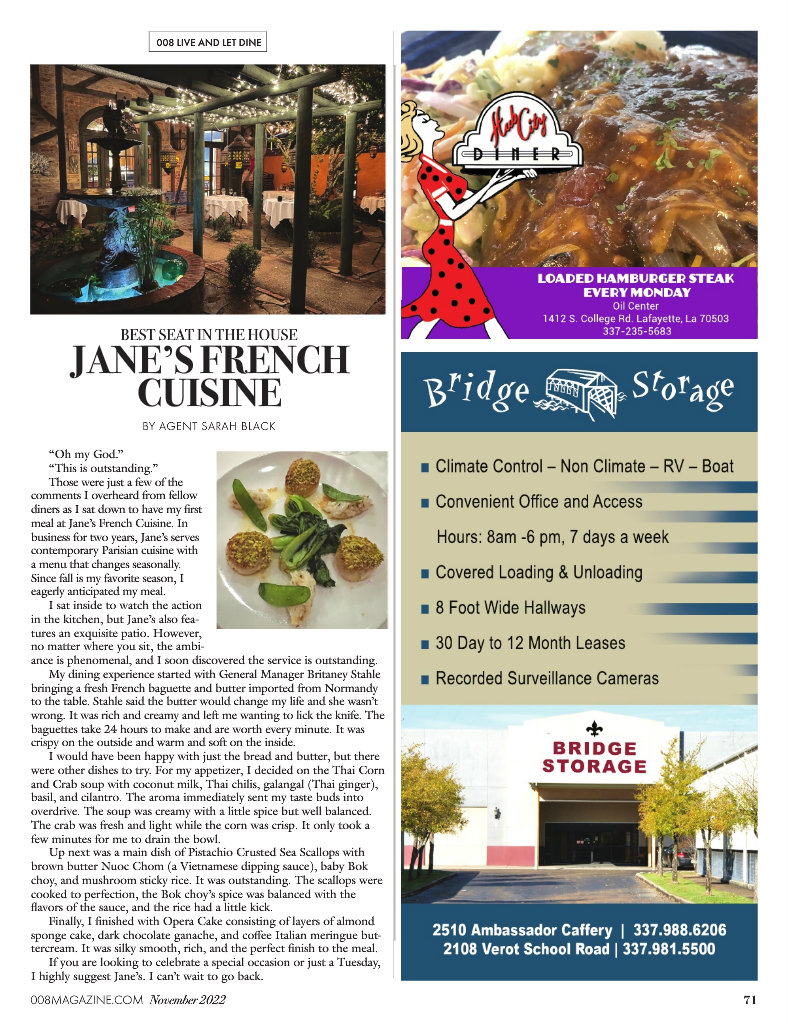 008 LIVE AND LET DINE
BEST SEAT IN THE HOUSE
JANE'S FRENCH
CUISINE
BY AGENT SARAH BLACK
“Oh my God.”
“This is outstanding.”
Those were just a few of the
comments I overheard from fellow
diners as I sat down to have my first
meal at Jane’s French Cuisine. In
business for two years, Jane’s serves
contemporary Parisian cuisine with
a menu that changes seasonally.
Since fall is my favorite season, I
eagerly anticipated my meal.
I sat inside to watch the action
in the kitchen, but Jane’s also fea-
tures an exquisite patio. However,
no matter where you sit, the ambi-
ance is phenomenal, and I soon discovered the service is outstanding.
My dining experience started with General Manager Britaney Stahle
bringing a fresh French baguette and butter imported from Normandy
to the table. Stahle said the butter would change my life and she wasn’t
wrong. It was rich and creamy and left me wanting to lick the knife. The
baguettes take 24 hours to make and are worth every minute. It was
crispy on the outside and warm and soft on the inside.
I would have been happy with just the bread and butter, but there
were other dishes to try. For my appetizer, I decided on the Thai Corn
and Crab soup with coconut milk, Thai chilis, galangal (Thai ginger),
basil, and cilantro. The aroma immediately sent my taste buds into
overdrive. The soup was creamy with a little spice but well balanced.
The crab was fresh and light while the corn was crisp. It only took a
few minutes for me to drain the bowl.
Up next was a main dish of Pistachio Crusted Sea Scallops with
brown butter Nuoc Chom (a Vietnamese dipping sauce), baby Bok
choy, and mushroom sticky rice. It was outstanding. The scallops were
cooked to perfection, the Bok choy’s spice was balanced with the
flavors of the sauce, and the rice had a little kick.
Finally, I finished with Opera Cake consisting of layers of almond
sponge cake, dark chocolate ganache, and coffee Italian meringue but-
tercream. It was silky smooth, rich, and the perfect finish to the meal.
If you are looking to celebrate a special occasion or just a Tuesday,
I highly suggest Jane’s. I can’t wait to go back.
008MAGAZINE.COM November 2022
Hub City
DINER
LOADED HAMBURGER STEAK
EVERY MONDAY
Oil Center
1412 S. College Rd. Lafayette, La 70503
337-235-5683
Bridge Storage
Climate Control – Non Climate – RV – Boat
Convenient Office and Access
Hours: 8am -6 pm, 7 days a week
Covered Loading & Unloading
8 Foot Wide Hallways
30 Day to 12 Month Leases
Recorded Surveillance Cameras
BRIDGE
STORAGE
2510 Ambassador Caffery | 337.988.6206
2108 Verot School Road | 337.981.5500
71